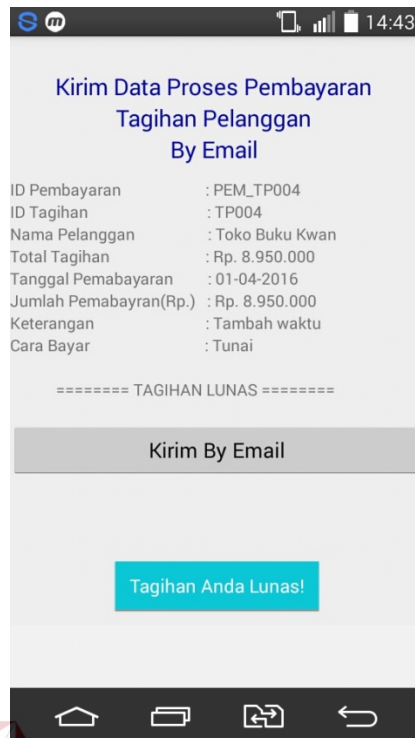 14:43
Kirim Data Proses Pembayaran
Tagihan Pelanggan
By Email
ID Pembayaran : PEM_TP004
ID Tagihan : TP004
Nama Pelanggan : Toko Buku Kwan
Total Tagihan : Rp. 8.950.000
Tanggal Pemabayaran : 01-04-2016
Jumlah Pemabayran(Rp.) : Rp. 8.950.000
Keterangan : Tambah waktu
Cara Bayar : Tunai
======== TAGIHAN LUNAS ========
Kirim By Email
Tagihan Anda Lunas!